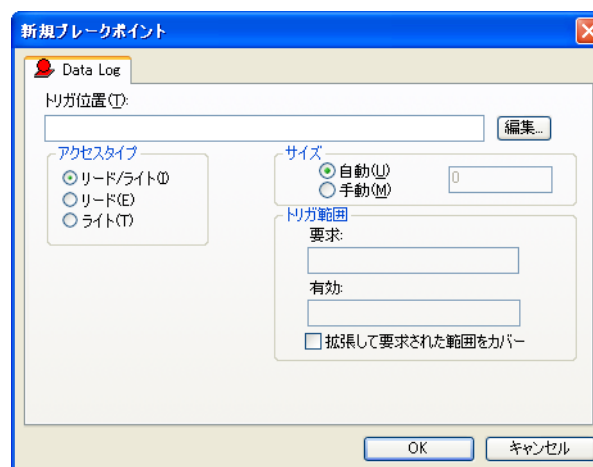 新規ブレークポイント
Data Log
トリガ位置(T):
編集...
アクセスタイプ
リード/ライト(I)
リード(E)
ライト(T)
サイズ
自動(U)
手動(M)
0
トリガ範囲
要求:
有効:
拡張して要求された範囲をカバー
OK
キャンセル